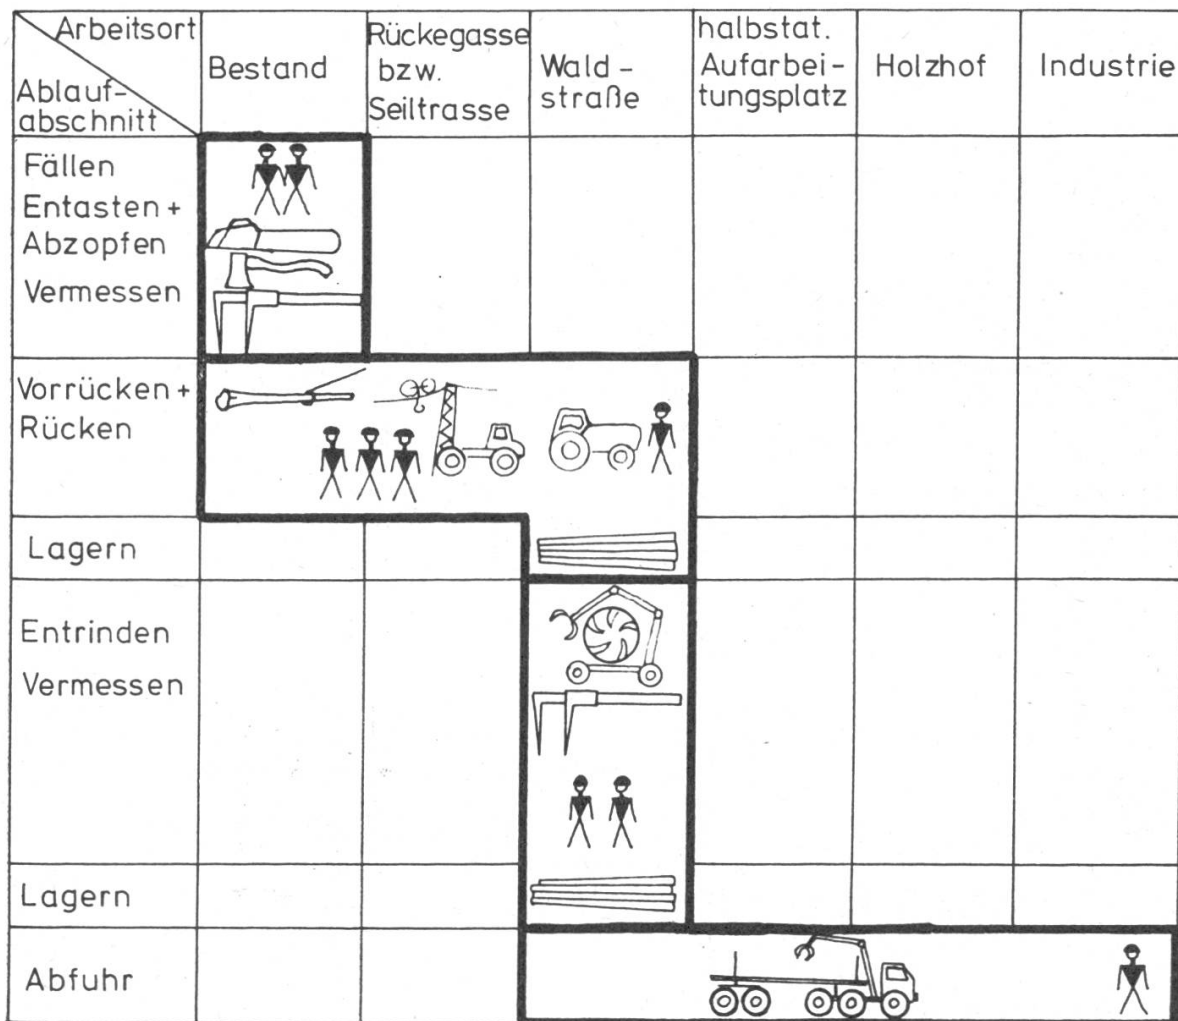 Arbeitsort
Ablauf-
abschnitt
Bestand
Rückegasse
bzw.
Seiltrasse
Wald-
straße
halbstat.
Aufarbei-
tungsplatz
Holzhof
Industrie
Fällen
Entasten +
Abzopfen
Vermessen
Vorrücken +
Rücken
Lagern
Entrinden
Vermessen
Lagern
Abfuhr